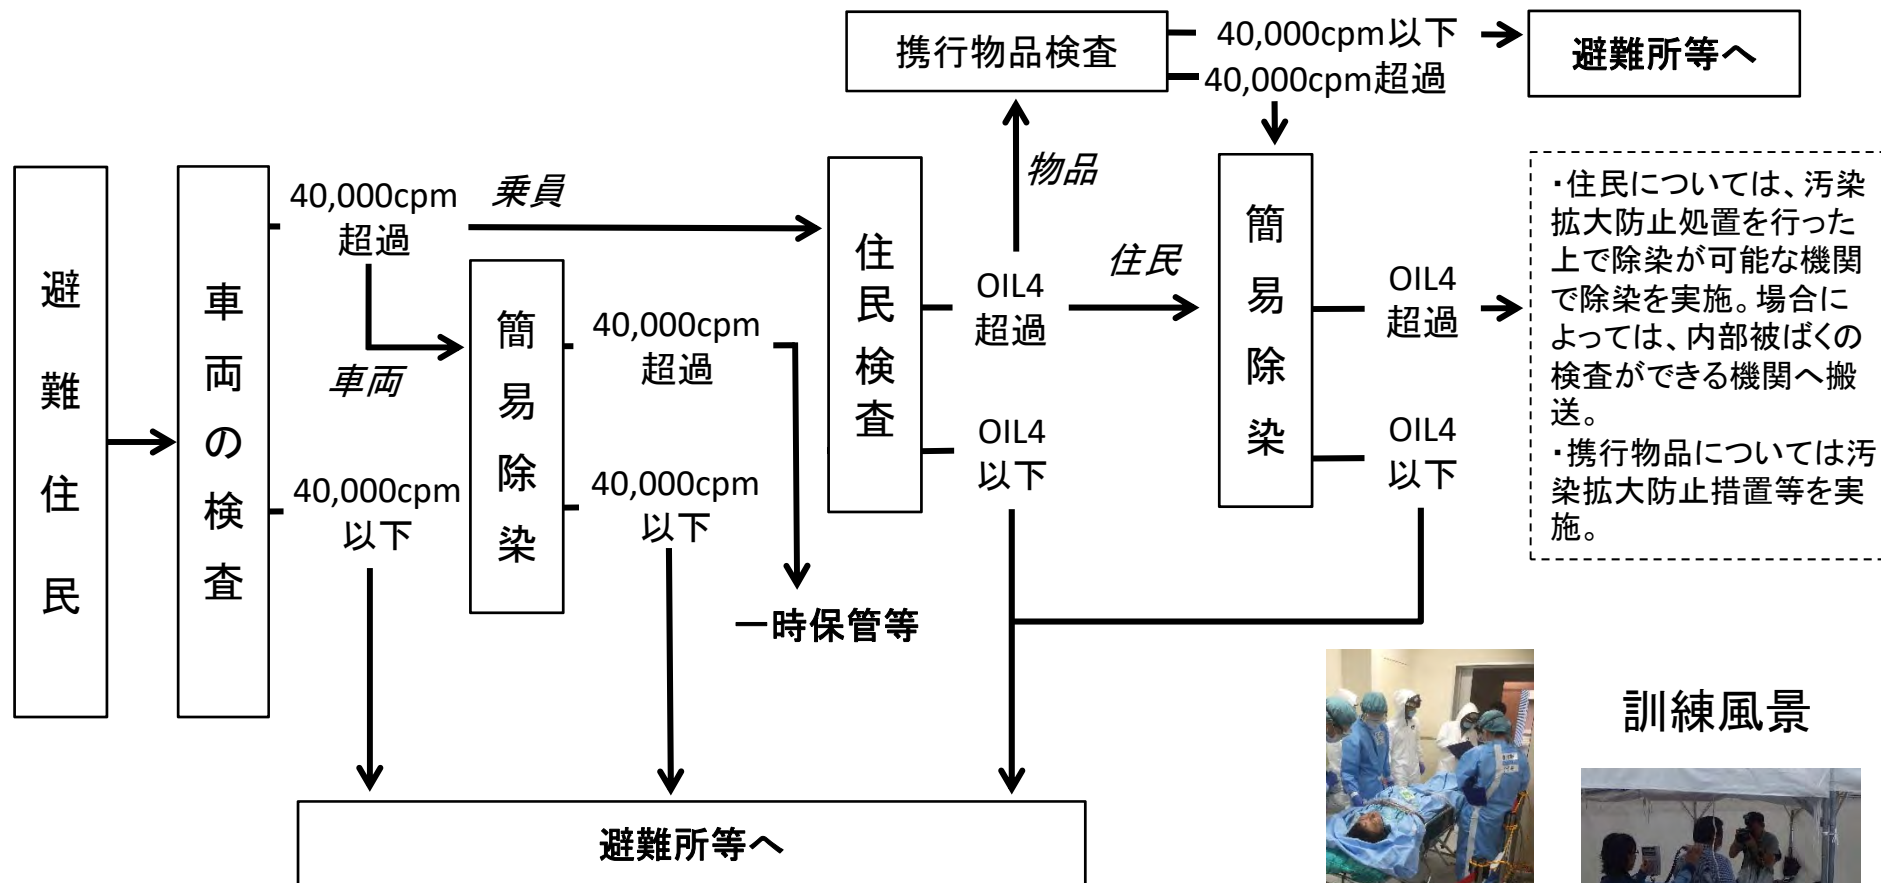 避難住民
車両の検査
40,000cpm
超過
乗員
車両
40,000cpm
以下
簡易除染
40,000cpm
超過
40,000cpm
以下
一時保管等
住民検査
OIL4
超過
OIL4
以下
物品
住民
携行物品検査
40,000cpm以下
40,000cpm超過
避難所等へ
簡易除染
OIL4
超過
OIL4
以下
・住民については、汚染
拡大防止処置を行った
上で除染が可能な機関
で除染を実施。場合に
よっては、内部被ばくの
検査ができる機関へ搬
送。
・携行物品については汚
染拡大防止措置等を実
施。
避難所等へ
訓練風景